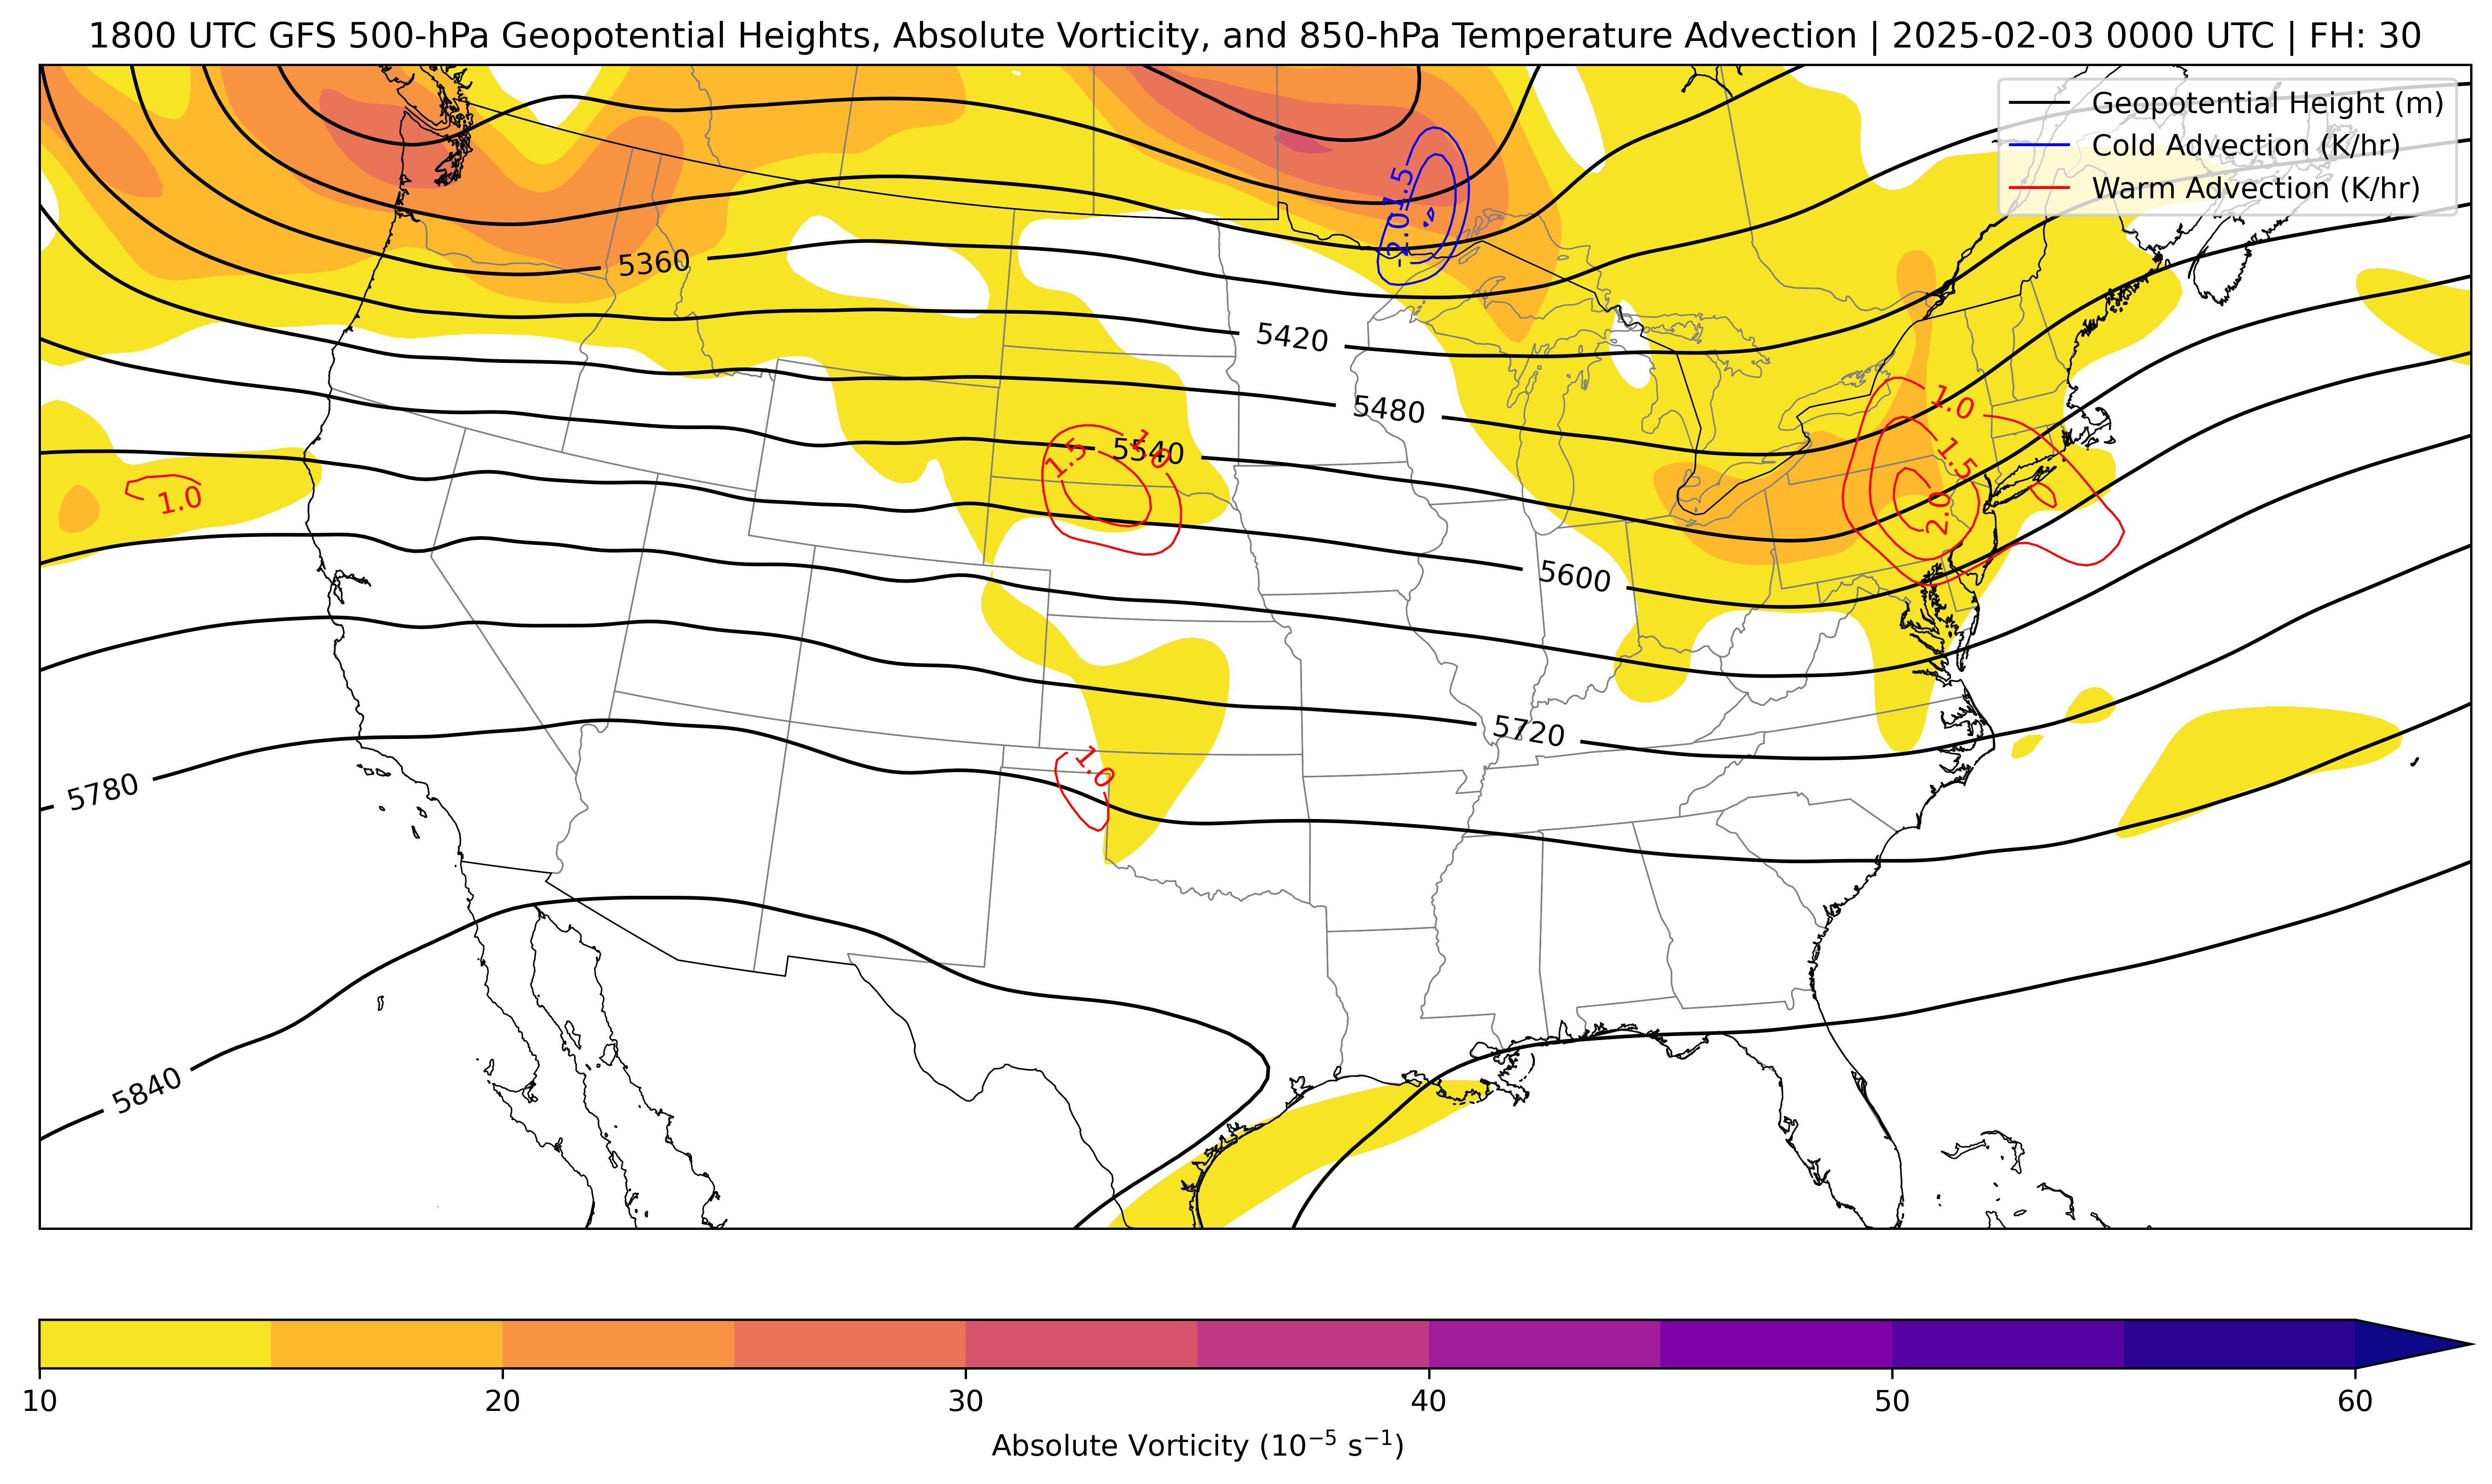 1800 UTC GFS 500-hPa Geopotential Heights, Absolute Vorticity, and 850-hPa Temperature Advection | 2025-02-03 0000 UTC | FH: 30
Geopotential Height (m)
Cold Advection (K/hr)
Warm Advection (K/hr)
-1.5
-2.0
5360
5420
5480
1.0
1.5
1.0
5540
1.5
2.0
1.0
5600
5720
1.0
5780
5840
10 20 30 40 50 60
Absolute Vorticity (10⁻⁵ s⁻¹)